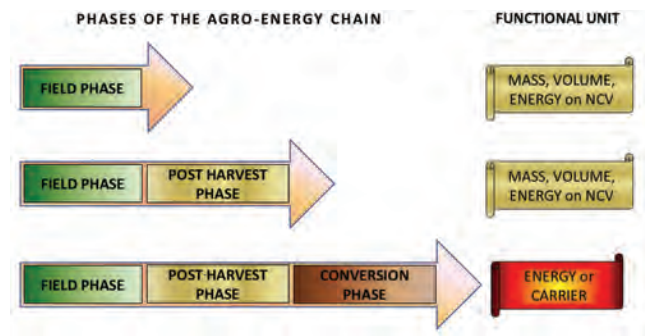 PHASES OF THE AGRO-ENERGY CHAIN
FUNCTIONAL UNIT
FIELD PHASE
MASS, VOLUME,
ENERGY on NCV
FIELD PHASE
POST HARVEST
PHASE
MASS, VOLUME,
ENERGY on NCV
FIELD PHASE
POST HARVEST
PHASE
CONVERSION
PHASE
ENERGY or
CARRIER